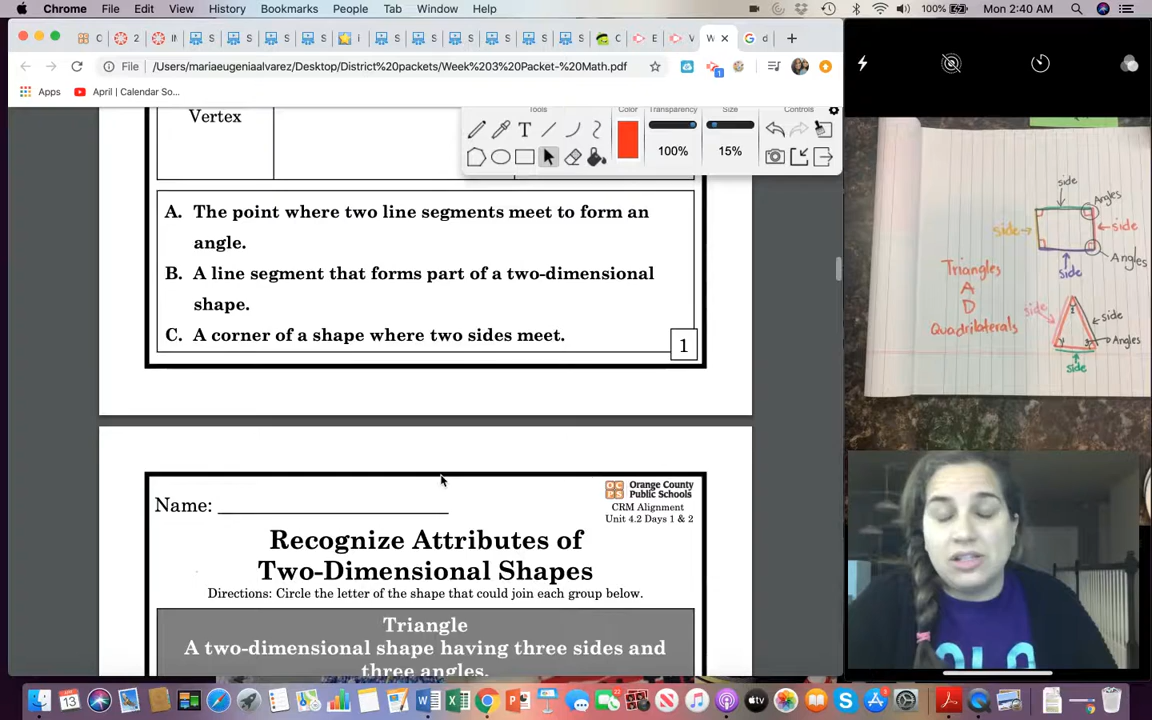 Chrome File Edit View History Bookmarks People Tab Window Help
100% Mon 2:40 AM
C 2 2 S S S S i S S S S S S C E V W d
File /Users/mariaeugeniaalvarez/Desktop/District%20packets/Week%203%20Packet-%20Math.pdf
Apps April | Calendar So...
Tools Color Transparency Size Controls
100% 15%
Vertex
A. The point where two line segments meet to form an
angle.
B. A line segment that forms part of a two-dimensional
shape.
C. A corner of a shape where two sides meet.
1
Name:
Orange County
Public Schools
CRM Alignment
Unit 4.2 Days 1 & 2
Recognize Attributes of
Two-Dimensional Shapes
Directions: Circle the letter of the shape that could join each group below.
Triangle
A two-dimensional shape having three sides and
three angles.
side
Angles
side
side
Angles
side
Triangles
A
D
Quadrilaterals
side
side
Angles
side